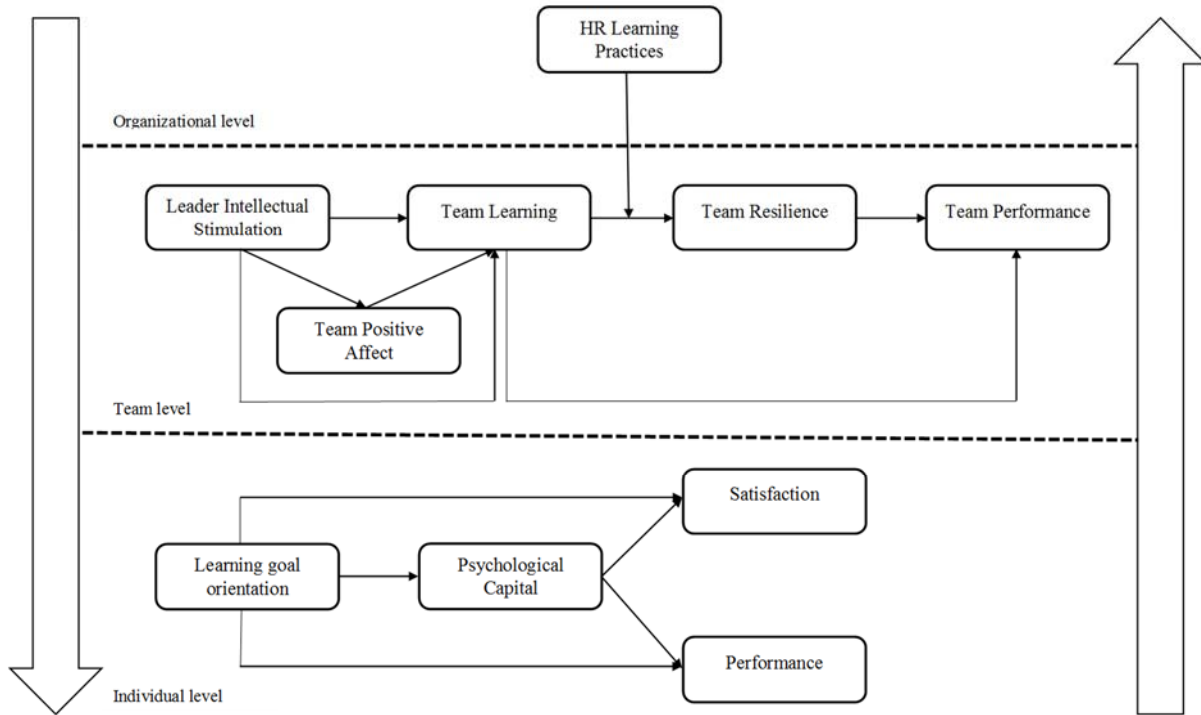 HR Learning
Practices
Organizational level
Leader Intellectual
Stimulation
Team Learning
Team Resilience
Team Performance
Team Positive
Affect
Team level
Satisfaction
Learning goal
orientation
Psychological
Capital
Performance
Individual level